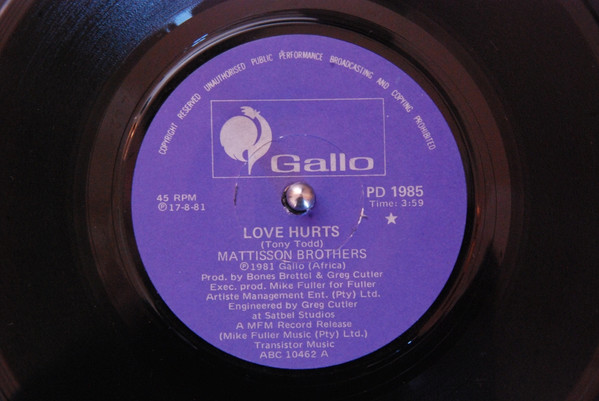 COPYRIGHT RESERVED UNAUTHORISED PUBLIC PERFORMANCE BROADCASTING AND COPYING PROHIBITED
Gallo
45 RPM
℗17-8-81
PD 1985
Time: 3:59
LOVE HURTS
(Tony Todd)
MATTISSON BROTHERS
℗1981 Gallo (Africa)
Prod. by Bones Brettel & Greg Cutler
Exec. prod. Mike Fuller for Fuller
Artiste Management Ent. (Pty) Ltd.
Engineered by Greg Cutler
at Satbel Studios
A MFM Record Release
(Mike Fuller Music (Pty) Ltd.)
Transistor Music
ABC 10462 A